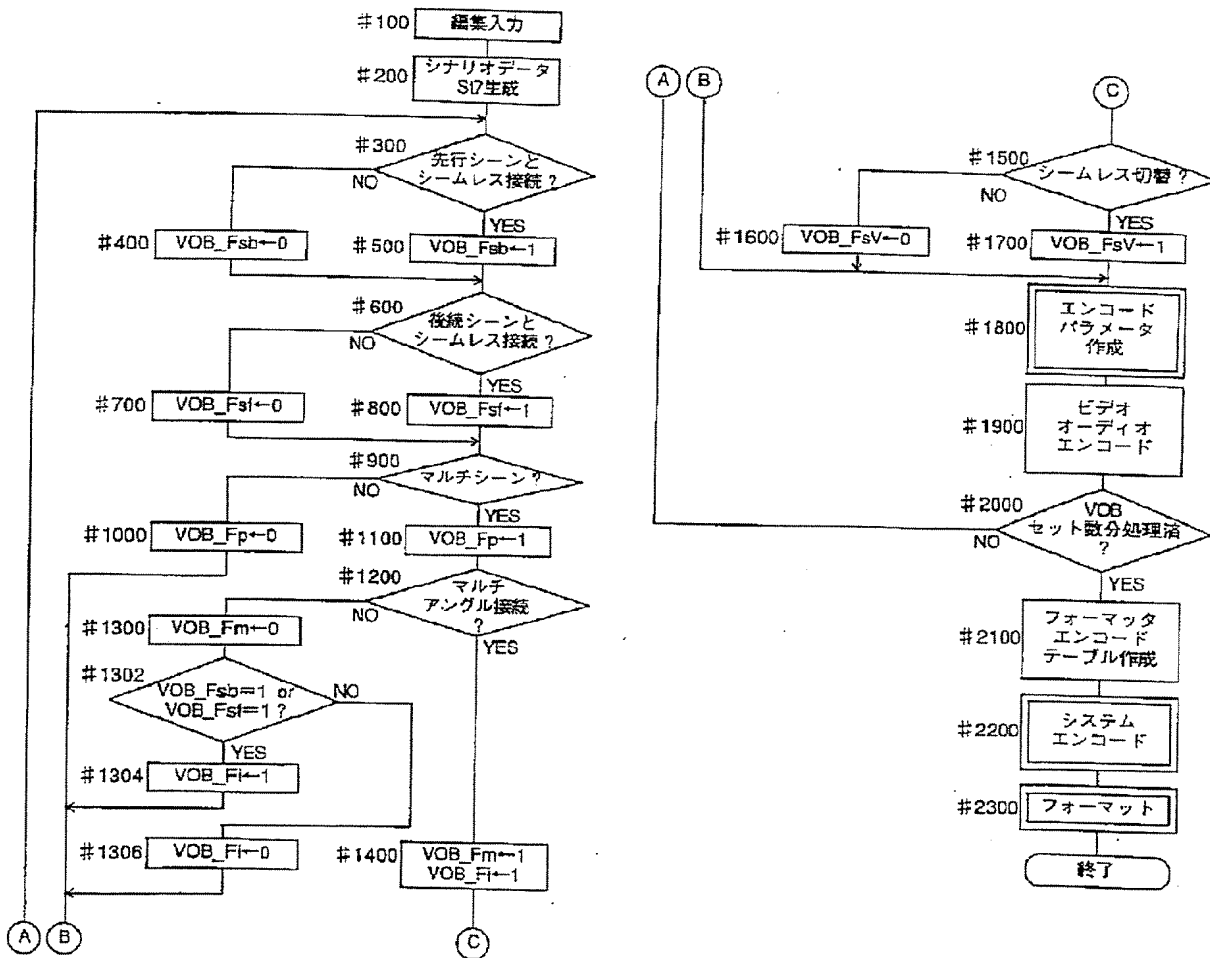 #100
編集入力
#200
シナリオデータ
St7生成
#300
先行シーンと
シームレス接続？
NO
YES
#400
VOB_Fsb←0
#500
VOB_Fsb←1
#600
後続シーンと
シームレス接続？
NO
YES
#700
VOB_Fsf←0
#800
VOB_Fsf←1
#900
マルチシーン？
NO
YES
#1000
VOB_Fp←0
#1100
VOB_Fp←1
#1200
マルチ
アングル接続
？
NO
YES
#1300
VOB_Fm←0
#1302
VOB_Fsb=1 or
VOB_Fsf=1？
NO
YES
#1304
VOB_Fi←1
#1306
VOB_Fi←0
#1400
VOB_Fm←1
VOB_Fi←1
A
B
C
A
B
C
#1500
シームレス切替？
NO
YES
#1600
VOB_FsV←0
#1700
VOB_FsV←1
#1800
エンコード
パラメータ
作成
#1900
ビデオ
オーディオ
エンコード
#2000
VOB
セット数分処理済
？
NO
YES
#2100
フォーマッタ
エンコード
テーブル作成
#2200
システム
エンコード
#2300
フォーマット
終了